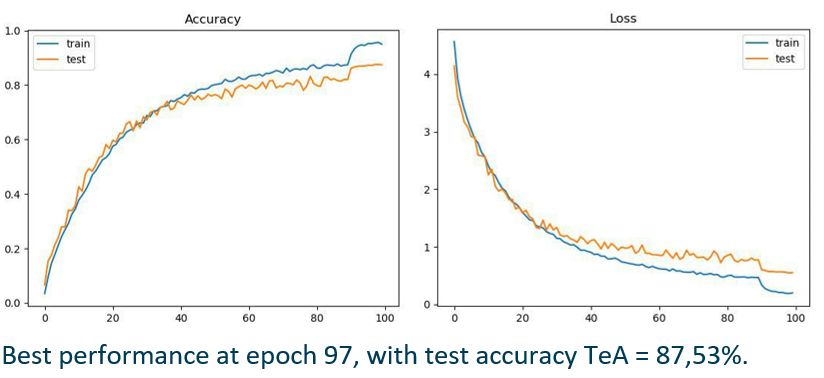 Accuracy
train
test
1.0
0.8
0.6
0.4
0.2
0.0
0 20 40 60 80 100
Loss
train
test
4
3
2
1
0
0 20 40 60 80 100
Best performance at epoch 97, with test accuracy TeA = 87,53%.